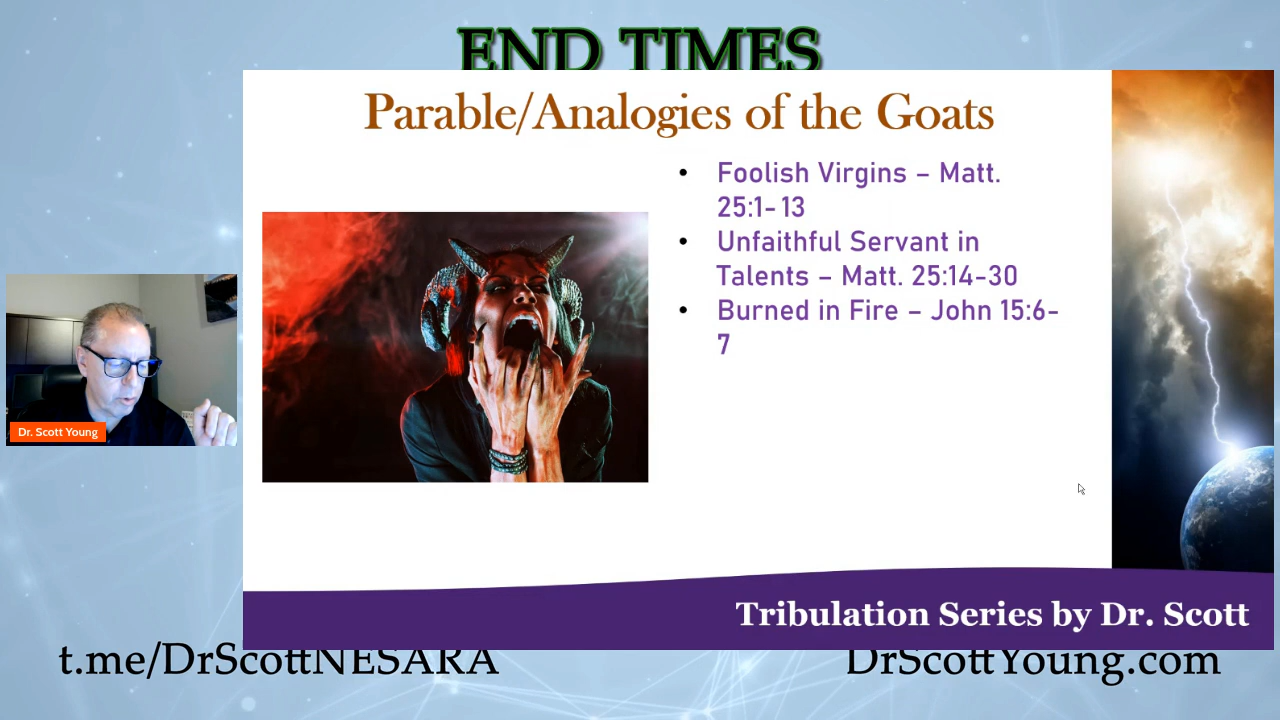 END TIMES
Parable/Analogies of the Goats
• Foolish Virgins – Matt.
25:1- 13
• Unfaithful Servant in
Talents – Matt. 25:14-30
• Burned in Fire – John 15:6-
7
Dr. Scott Young
Tribulation Series by Dr. Scott
t.me/DrScottNESARA
DrScottYoung.com